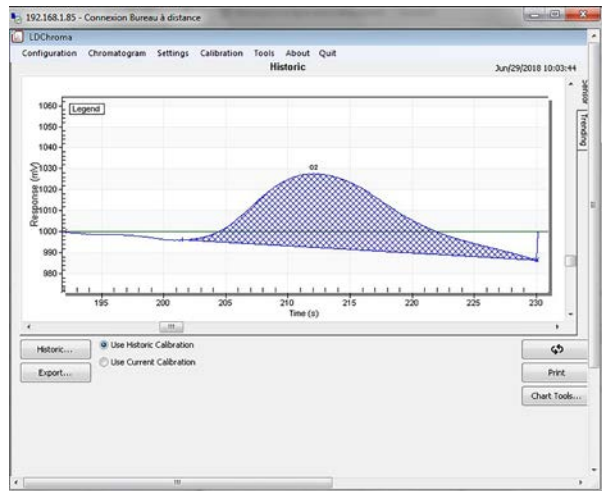 192.168.1.85 - Connexion Bureau à distance
LDChroma
Configuration Chromatogram Settings Calibration Tools About Quit
Historic
Jun/29/2018 10:03:44
Sensor
Trending
Legend
O2
Response (mV)
1060
1050
1040
1030
1020
1010
1000
990
980
195 200 205 210 215 220 225 230
Time (s)
Historic...
Use Historic Calibration
Export...
Use Current Calibration
Print
Chart Tools...